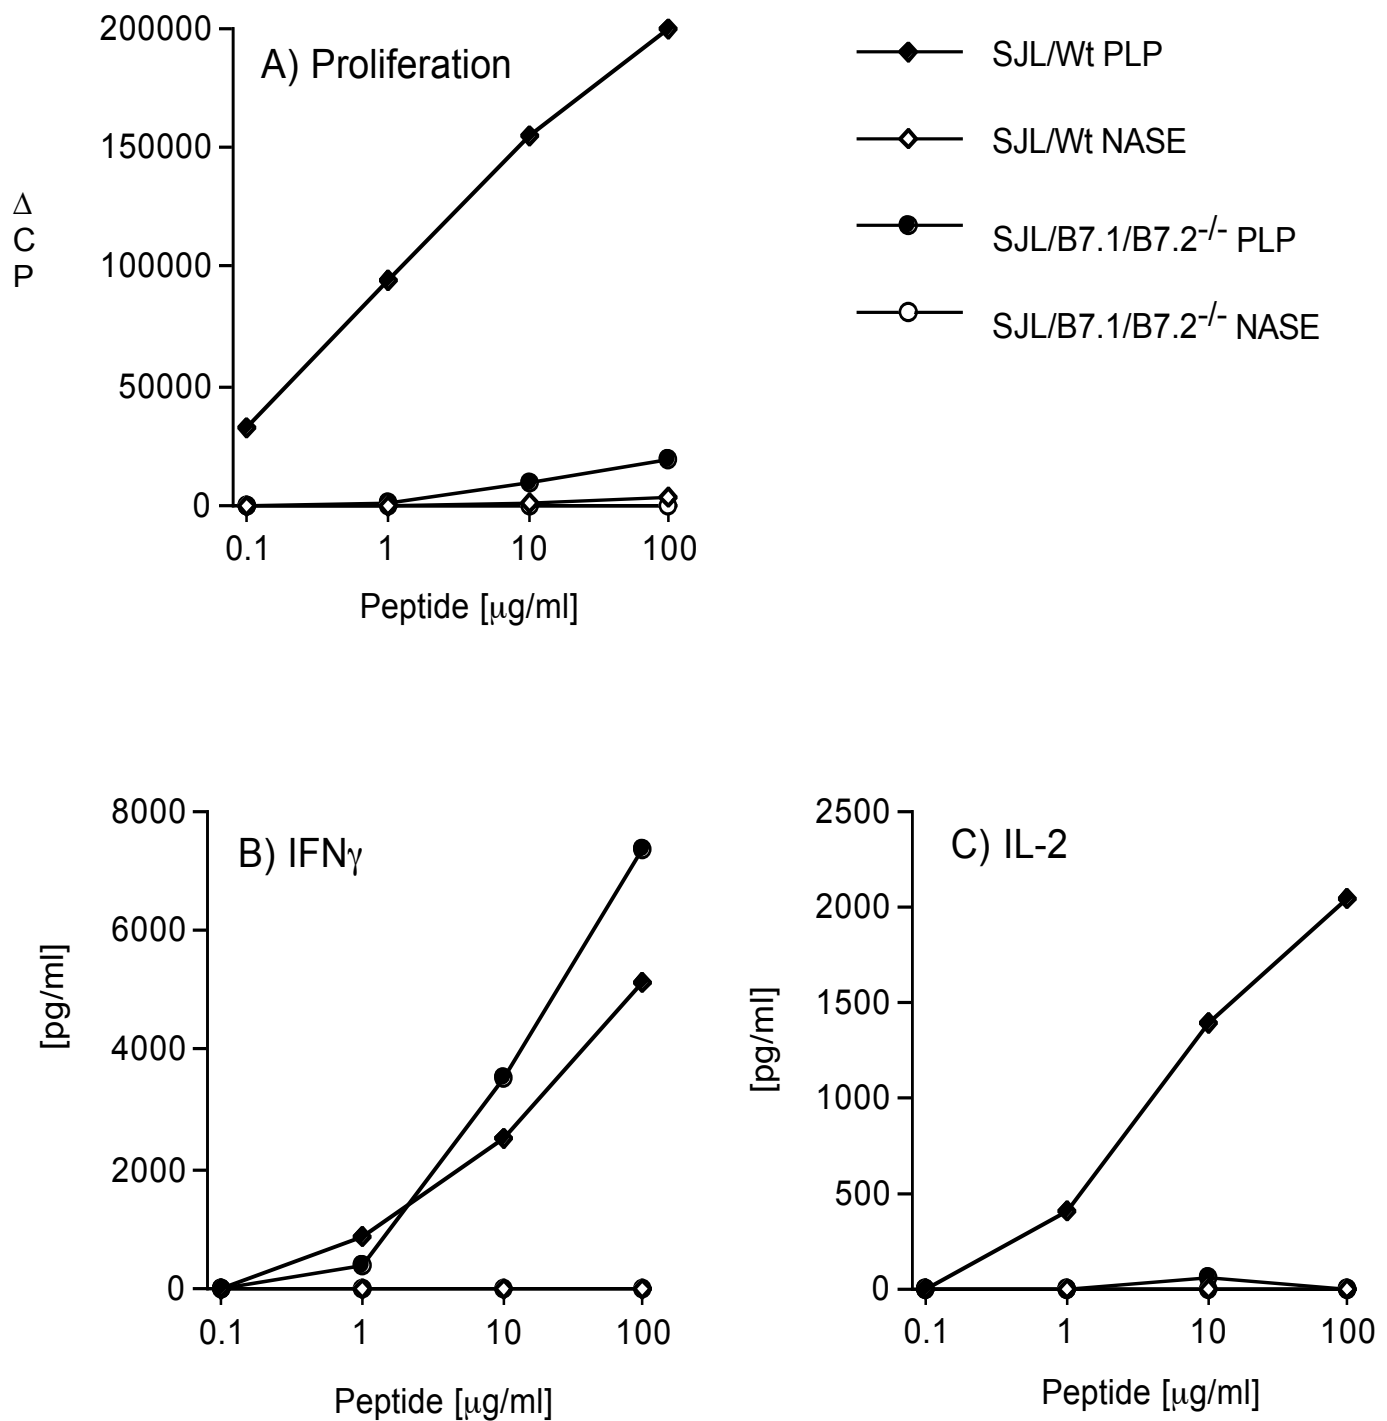 A) Proliferation
200000
150000
100000
50000
0
Δ
C
P
0.1 1 10 100
Peptide [μg/ml]
SJL/Wt PLP
SJL/Wt NASE
SJL/B7.1/B7.2-/- PLP
SJL/B7.1/B7.2-/- NASE
B) IFNγ
8000
6000
4000
2000
0
[pg/ml]
0.1 1 10 100
Peptide [μg/ml]
C) IL-2
2500
2000
1500
1000
500
0
[pg/ml]
0.1 1 10 100
Peptide [μg/ml]